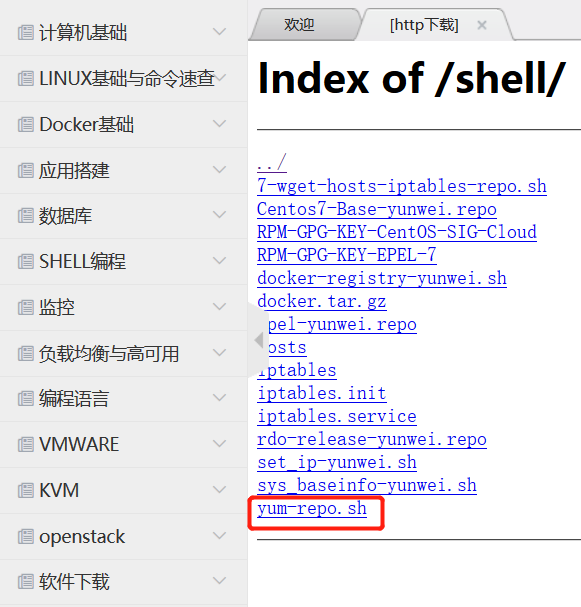 计算机基础
LINUX基础与命令速查
Docker基础
应用搭建
数据库
SHELL编程
监控
负载均衡与高可用
编程语言
VMWARE
KVM
openstack
软件下载
欢迎
[http下载]
Index of /shell/
../
7-wget-hosts-iptables-repo.sh
Centos7-Base-yunwei.repo
RPM-GPG-KEY-CentOS-SIG-Cloud
RPM-GPG-KEY-EPEL-7
docker-registry-yunwei.sh
docker.tar.gz
pel-yunwei.repo
osts
iptables
iptables.init
iptables.service
rdo-release-yunwei.repo
set_ip-yunwei.sh
sys_baseinfo-yunwei.sh
yum-repo.sh